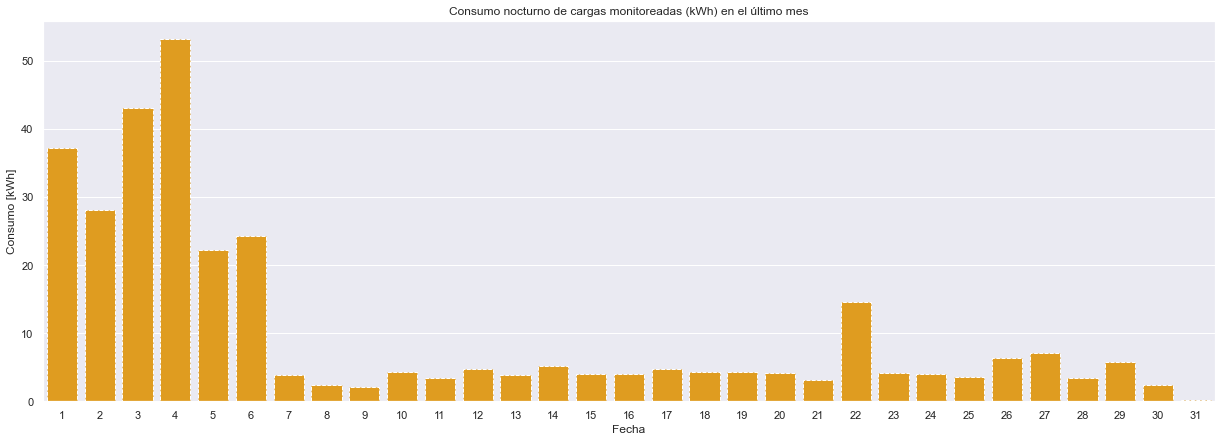 Consumo nocturno de cargas monitoreadas (kWh) en el último mes
Consumo [kWh]
50
40
30
20
10
0
1 2 3 4 5 6 7 8 9 10 11 12 13 14 15 16 17 18 19 20 21 22 23 24 25 26 27 28 29 30 31
Fecha